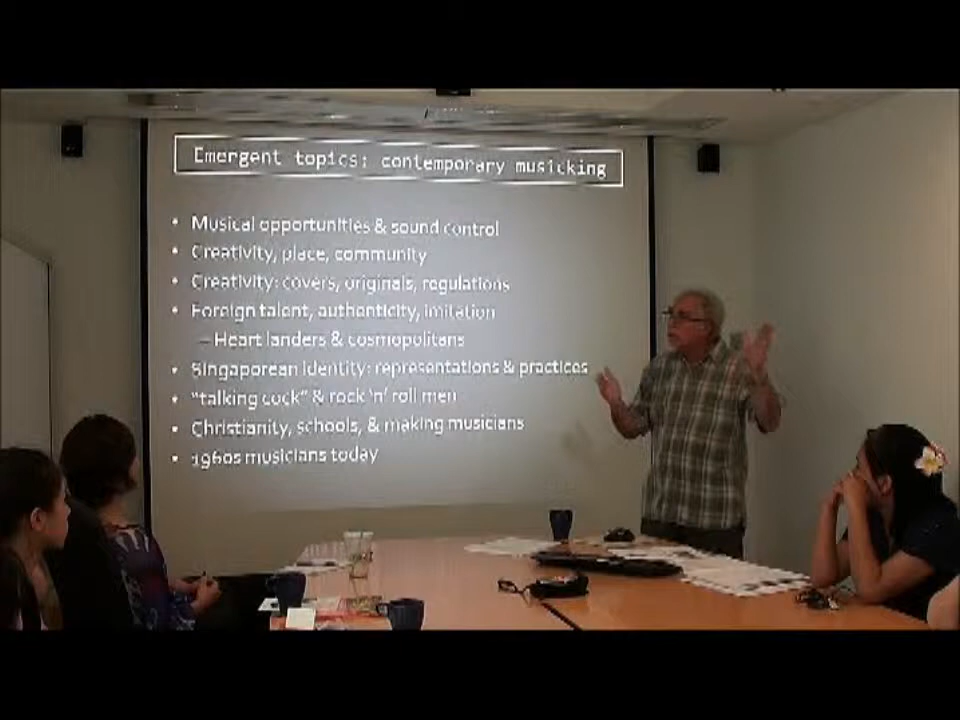 Emergent topics: contemporary musicking
• Musical opportunities & sound control
• Creativity, place, community
• Creativity: covers, originals, regulations
• Foreign talent, authenticity, imitation
– Heart landers & cosmopolitans
• Singaporean identity: representations & practices
• "talking cock" & rock 'n' roll men
• Christianity, schools, & making musicians
• 1960s musicians today